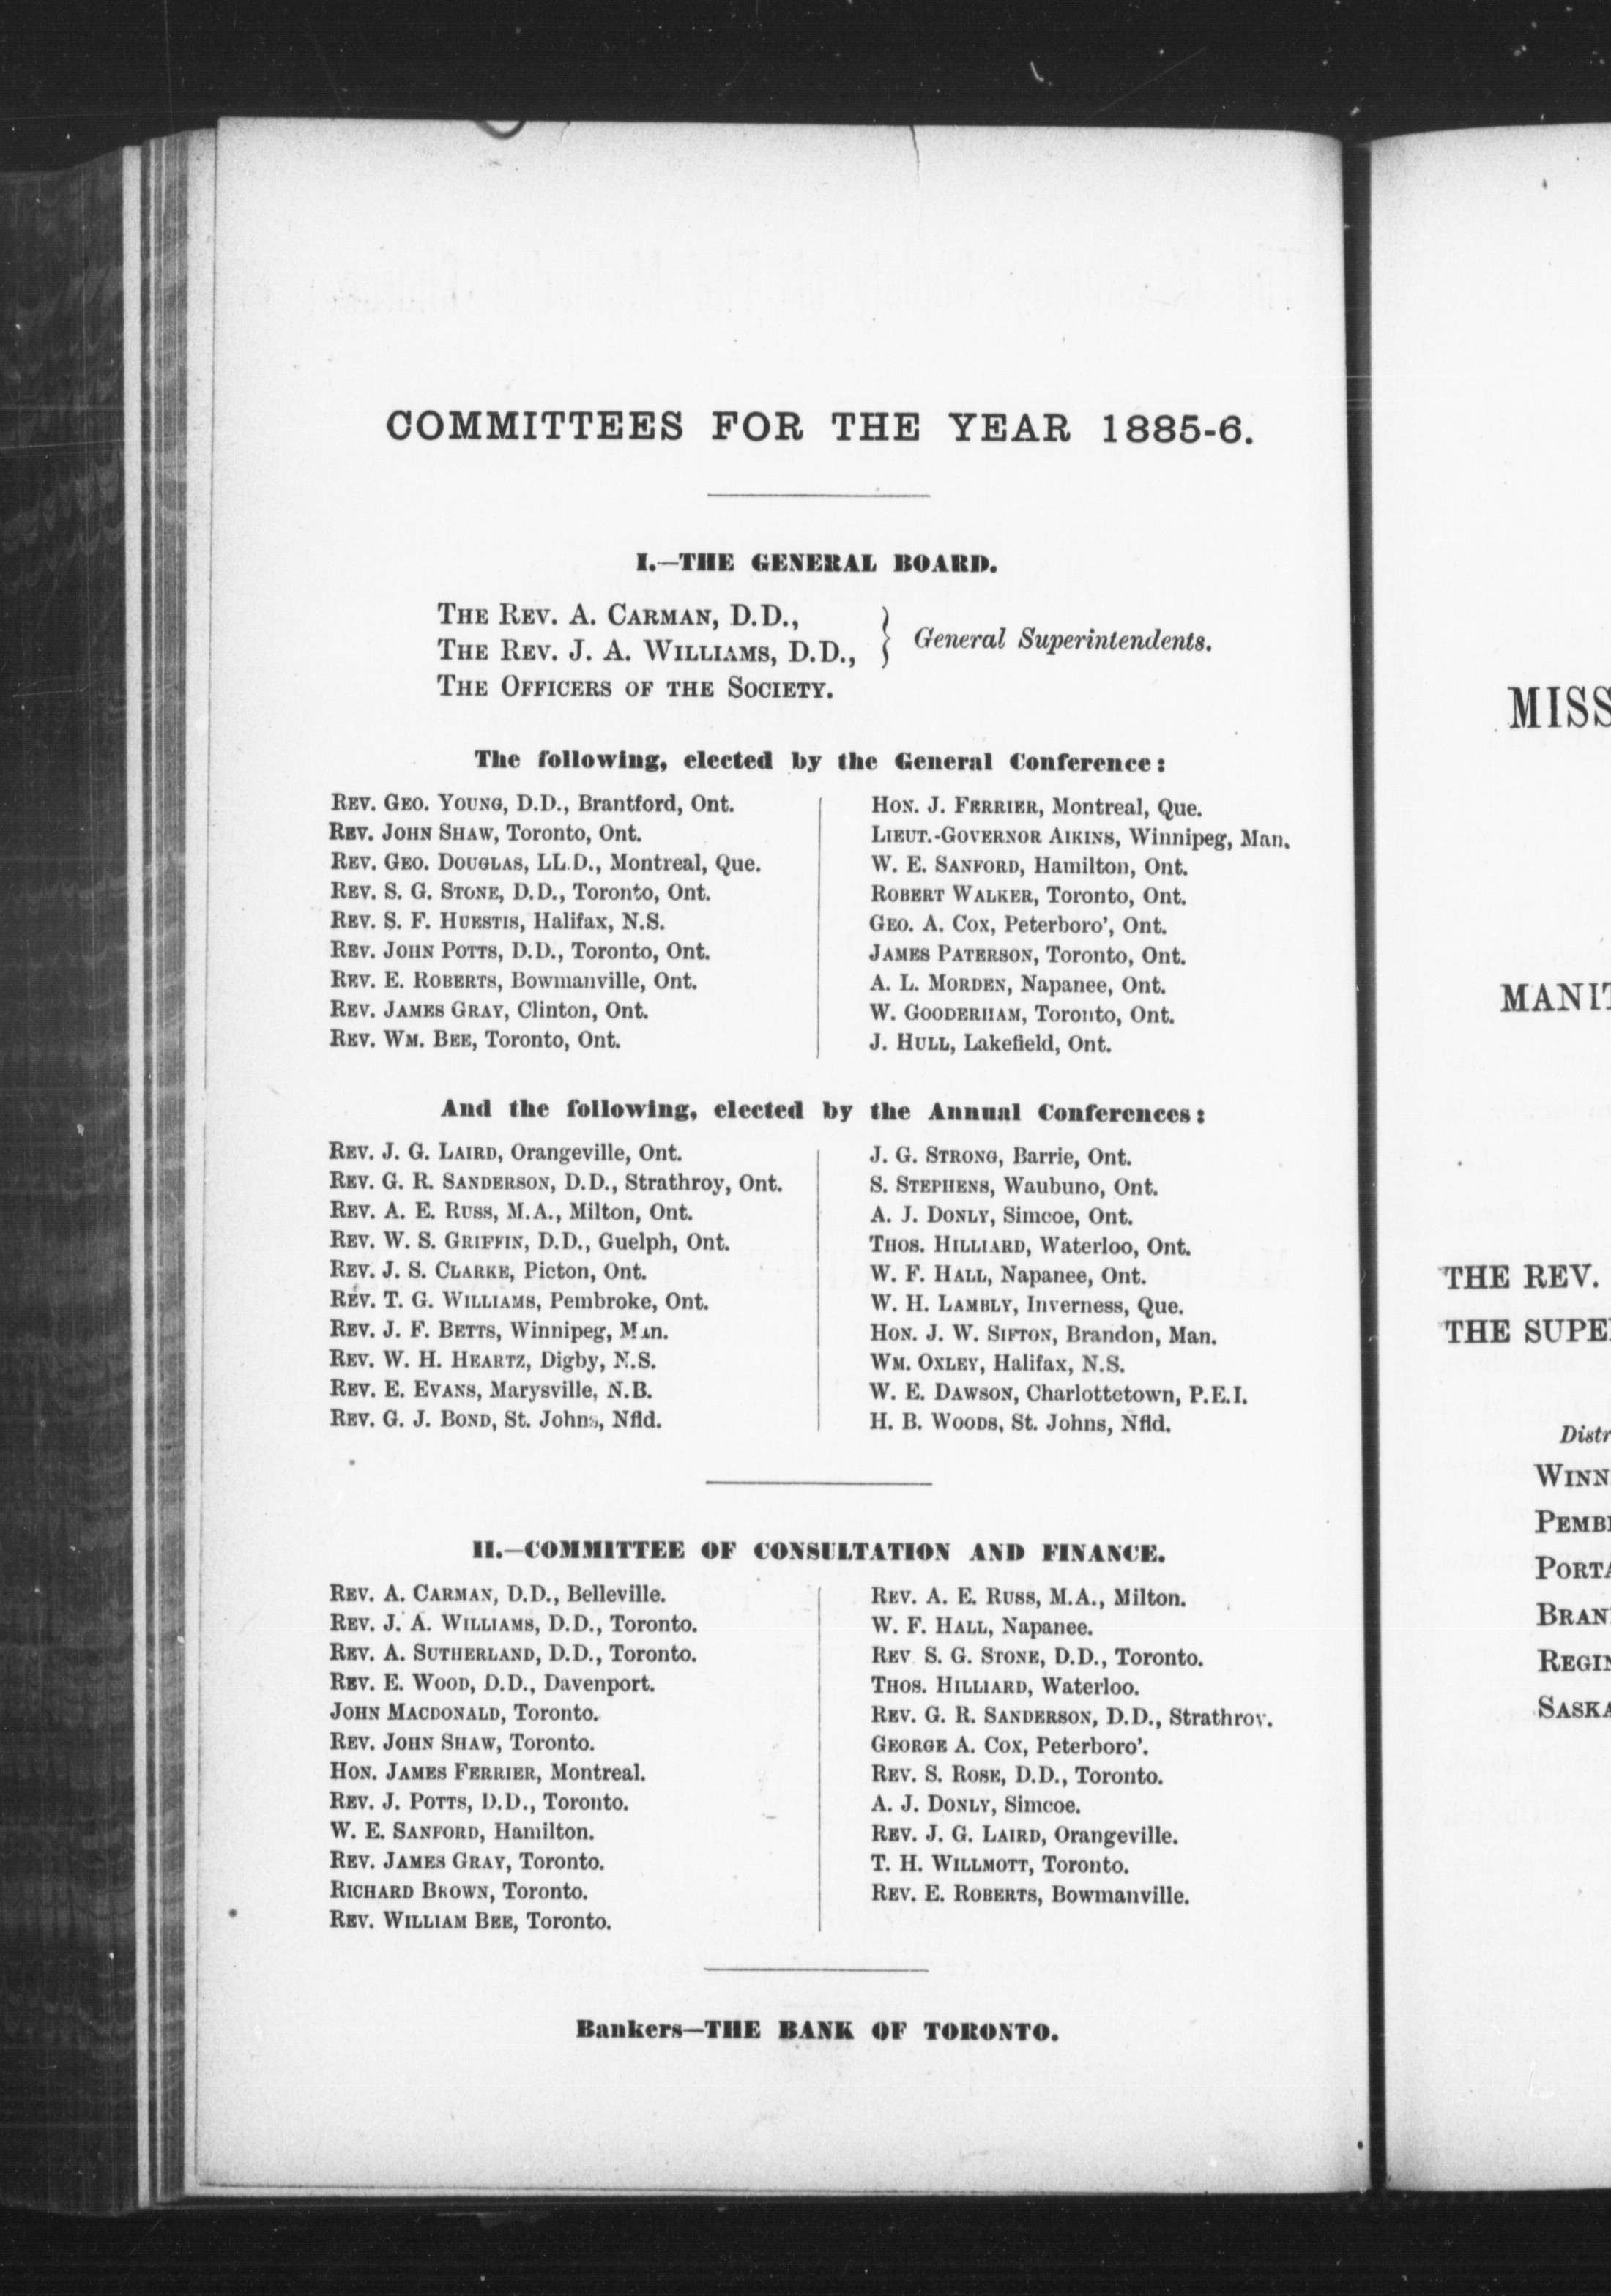 COMMITTEES FOR THE YEAR 1885-6.
I.—THE GENERAL BOARD.
THE REV. A. CARMAN, D.D.,
THE REV. J. A. WILLIAMS, D.D.,
} General Superintendents.
THE OFFICERS OF THE SOCIETY.
The following, elected by the General Conference:
REV. GEO. YOUNG, D.D., Brantford, Ont.
REV. JOHN SHAW, Toronto, Ont.
REV. GEO. DOUGLAS, LL.D., Montreal, Que.
REV. S. G. STONE, D.D., Toronto, Ont.
REV. S. F. HUESTIS, Halifax, N.S.
REV. JOHN POTTS, D.D., Toronto, Ont.
REV. E. ROBERTS, Bowmanville, Ont.
REV. JAMES GRAY, Clinton, Ont.
REV. WM. BEE, Toronto, Ont.
HON. J. FERRIER, Montreal, Que.
LIEUT.-GOVERNOR AIKINS, Winnipeg, Man.
W. E. SANFORD, Hamilton, Ont.
ROBERT WALKER, Toronto, Ont.
GEO. A. COX, Peterboro', Ont.
JAMES PATERSON, Toronto, Ont.
A. L. MORDEN, Napanee, Ont.
W. GOODERHAM, Toronto, Ont.
J. HULL, Lakefield, Ont.
And the following, elected by the Annual Conferences:
REV. J. G. LAIRD, Orangeville, Ont.
REV. G. R. SANDERSON, D.D., Strathroy, Ont.
REV. A. E. RUSS, M.A., Milton, Ont.
REV. W. S. GRIFFIN, D.D., Guelph, Ont.
REV. J. S. CLARKE, Picton, Ont.
REV. T. G. WILLIAMS, Pembroke, Ont.
REV. J. F. BETTS, Winnipeg, Man.
REV. W. H. HEARTZ, Digby, N.S.
REV. E. EVANS, Marysville, N.B.
REV. G. J. BOND, St. Johns, Nfld.
J. G. STRONG, Barrie, Ont.
S. STEPHENS, Waubuno, Ont.
A. J. DONLY, Simcoe, Ont.
THOS. HILLIARD, Waterloo, Ont.
W. F. HALL, Napanee, Ont.
W. H. LAMBLY, Inverness, Que.
HON. J. W. SIFTON, Brandon, Man.
WM. OXLEY, Halifax, N.S.
W. E. DAWSON, Charlottetown, P.E.I.
H. B. WOODS, St. Johns, Nfld.
II.—COMMITTEE OF CONSULTATION AND FINANCE.
REV. A. CARMAN, D.D., Belleville.
REV. J. A. WILLIAMS, D.D., Toronto.
REV. A. SUTHERLAND, D.D., Toronto.
REV. E. WOOD, D.D., Davenport.
JOHN MACDONALD, Toronto.
REV. JOHN SHAW, Toronto.
HON. JAMES FERRIER, Montreal.
REV. J. POTTS, D.D., Toronto.
W. E. SANFORD, Hamilton.
REV. JAMES GRAY, Toronto.
RICHARD BROWN, Toronto.
REV. WILLIAM BEE, Toronto.
REV. A. E. RUSS, M.A., Milton.
W. F. HALL, Napanee.
REV S. G. STONE, D.D., Toronto.
THOS. HILLIARD, Waterloo.
REV. G. R. SANDERSON, D.D., Strathroy.
GEORGE A. COX, Peterboro'.
REV. S. ROSE, D.D., Toronto.
A. J. DONLY, Simcoe.
REV. J. G. LAIRD, Orangeville.
T. H. WILLMOTT, Toronto.
REV. E. ROBERTS, Bowmanville.
Bankers—THE BANK OF TORONTO.
MISS
MANIT
THE REV.
THE SUPE
Distr
WINN
PEMB
PORTA
BRAN
REGIN
SASKA